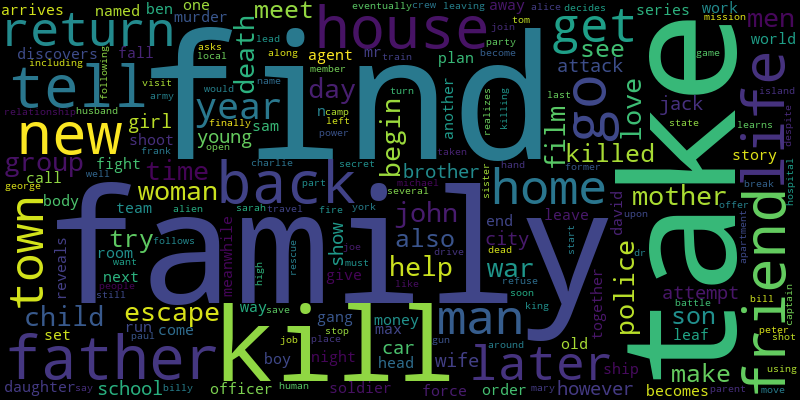 arrives named ben one murder meet away eventually crew leaving alice decides series work
including return house get agent mr plan along asks local lead tom join party become mission men world
discovers fall death see attack
tell find take life
following visit army would name member train game island
year day another turn realizes killing film go love jack state learns despite
relationship husband girl sam n camp left power last
new shoot young begin killed story
frank finally open secret hand former
group fight time charlie brother taken
george well call back part michael several sister mother break hospital
body woman home upon offer
team alien sarah travel fire york john end leave david dr apartment
town try room follows want meanwhile high rescue joe must show also city dead start son friend
reveals next people still family give drive like help war refuse soon king police attempt battle bill captain
child escape way save gang stop money together leaf peter shot
set run come kill job place max man gun around old
father paul boy night car head wife later ship make using
daughter say school billy officer human soldier force order mary however becomes parent move